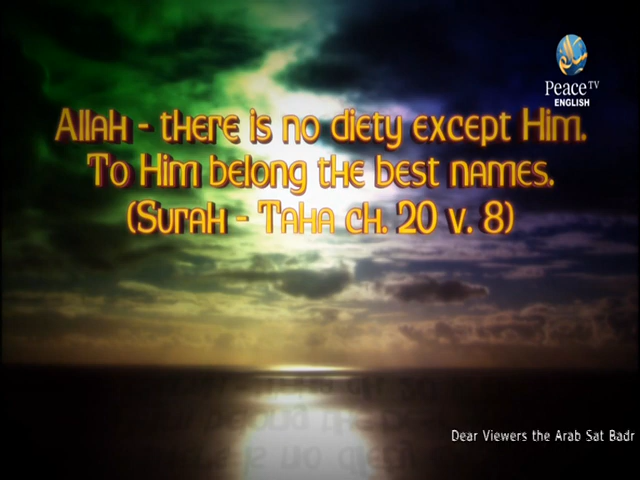 Peace TV
ENGLISH
Allah - there is no diety except Him.
To Him belong the best names.
(Surah - Taha ch. 20 v. 8)
Dear Viewers the Arab Sat Badr